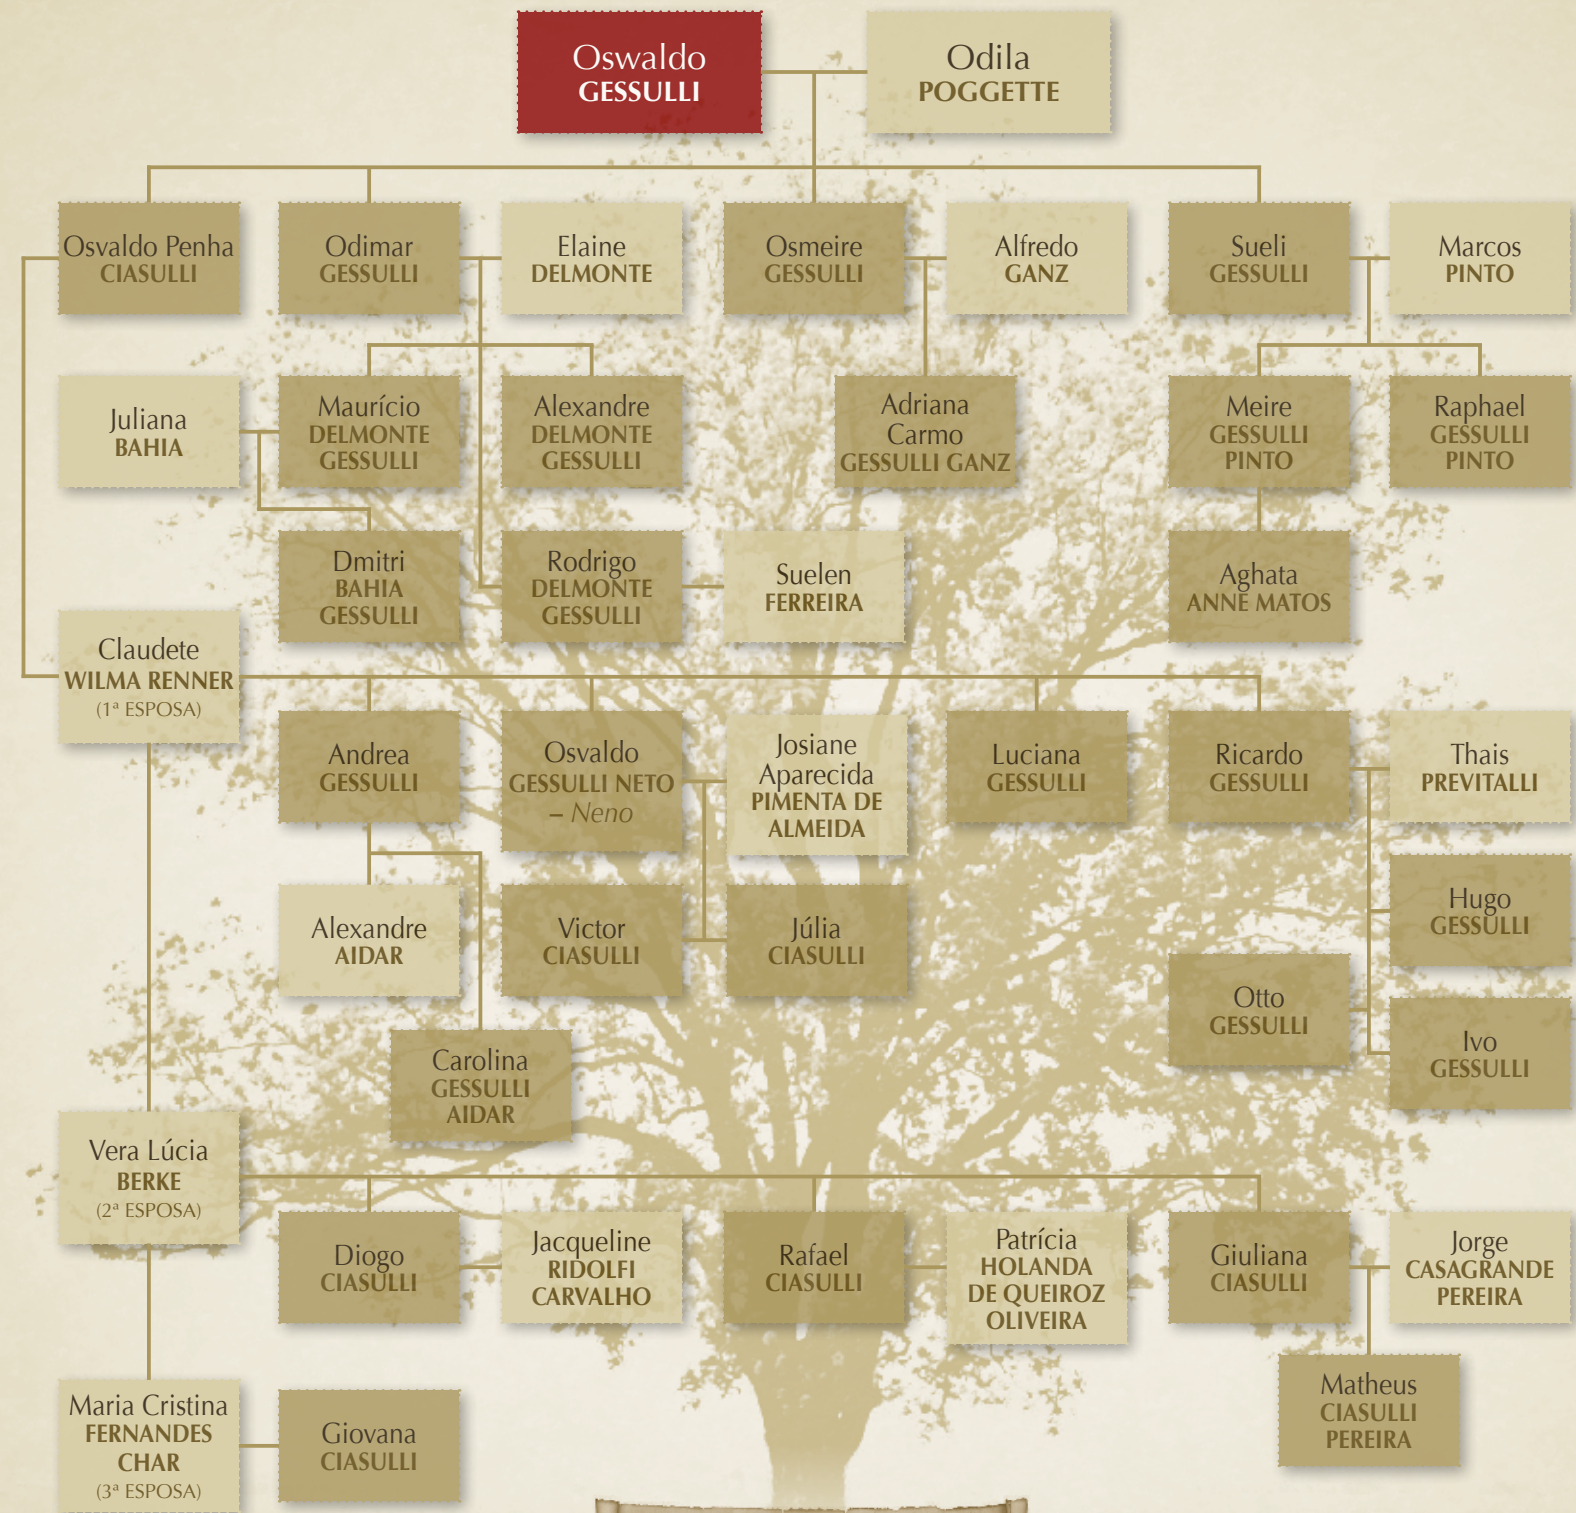 Oswaldo
GESSULLI
Odila
POGGETTE
Osvaldo Penha
CIASULLI
Odimar
GESSULLI
Elaine
DELMONTE
Osmeire
GESSULLI
Alfredo
GANZ
Sueli
GESSULLI
Marcos
PINTO
Juliana
BAHIA
Maurício
DELMONTE
GESSULLI
Alexandre
DELMONTE
GESSULLI
Adriana
Carmo
GESSULLI GANZ
Meire
GESSULLI
PINTO
Raphael
GESSULLI
PINTO
Dmitri
BAHIA
GESSULLI
Rodrigo
DELMONTE
GESSULLI
Suelen
FERREIRA
Aghata
ANNE MATOS
Claudete
WILMA RENNER
(1ª ESPOSA)
Andrea
GESSULLI
Osvaldo
GESSULLI NETO
– Neno
Josiane
Aparecida
PIMENTA DE
ALMEIDA
Luciana
GESSULLI
Ricardo
GESSULLI
Thais
PREVITALLI
Alexandre
AIDAR
Victor
CIASULLI
Júlia
CIASULLI
Hugo
GESSULLI
Otto
GESSULLI
Ivo
GESSULLI
Carolina
GESSULLI
AIDAR
Vera Lúcia
BERKE
(2ª ESPOSA)
Diogo
CIASULLI
Jacqueline
RIDOLFI
CARVALHO
Rafael
CIASULLI
Patrícia
HOLANDA
DE QUEIROZ
OLIVEIRA
Giuliana
CIASULLI
Jorge
CASAGRANDE
PEREIRA
Matheus
CIASULLI
PEREIRA
Maria Cristina
FERNANDES
CHAR
(3ª ESPOSA)
Giovana
CIASULLI